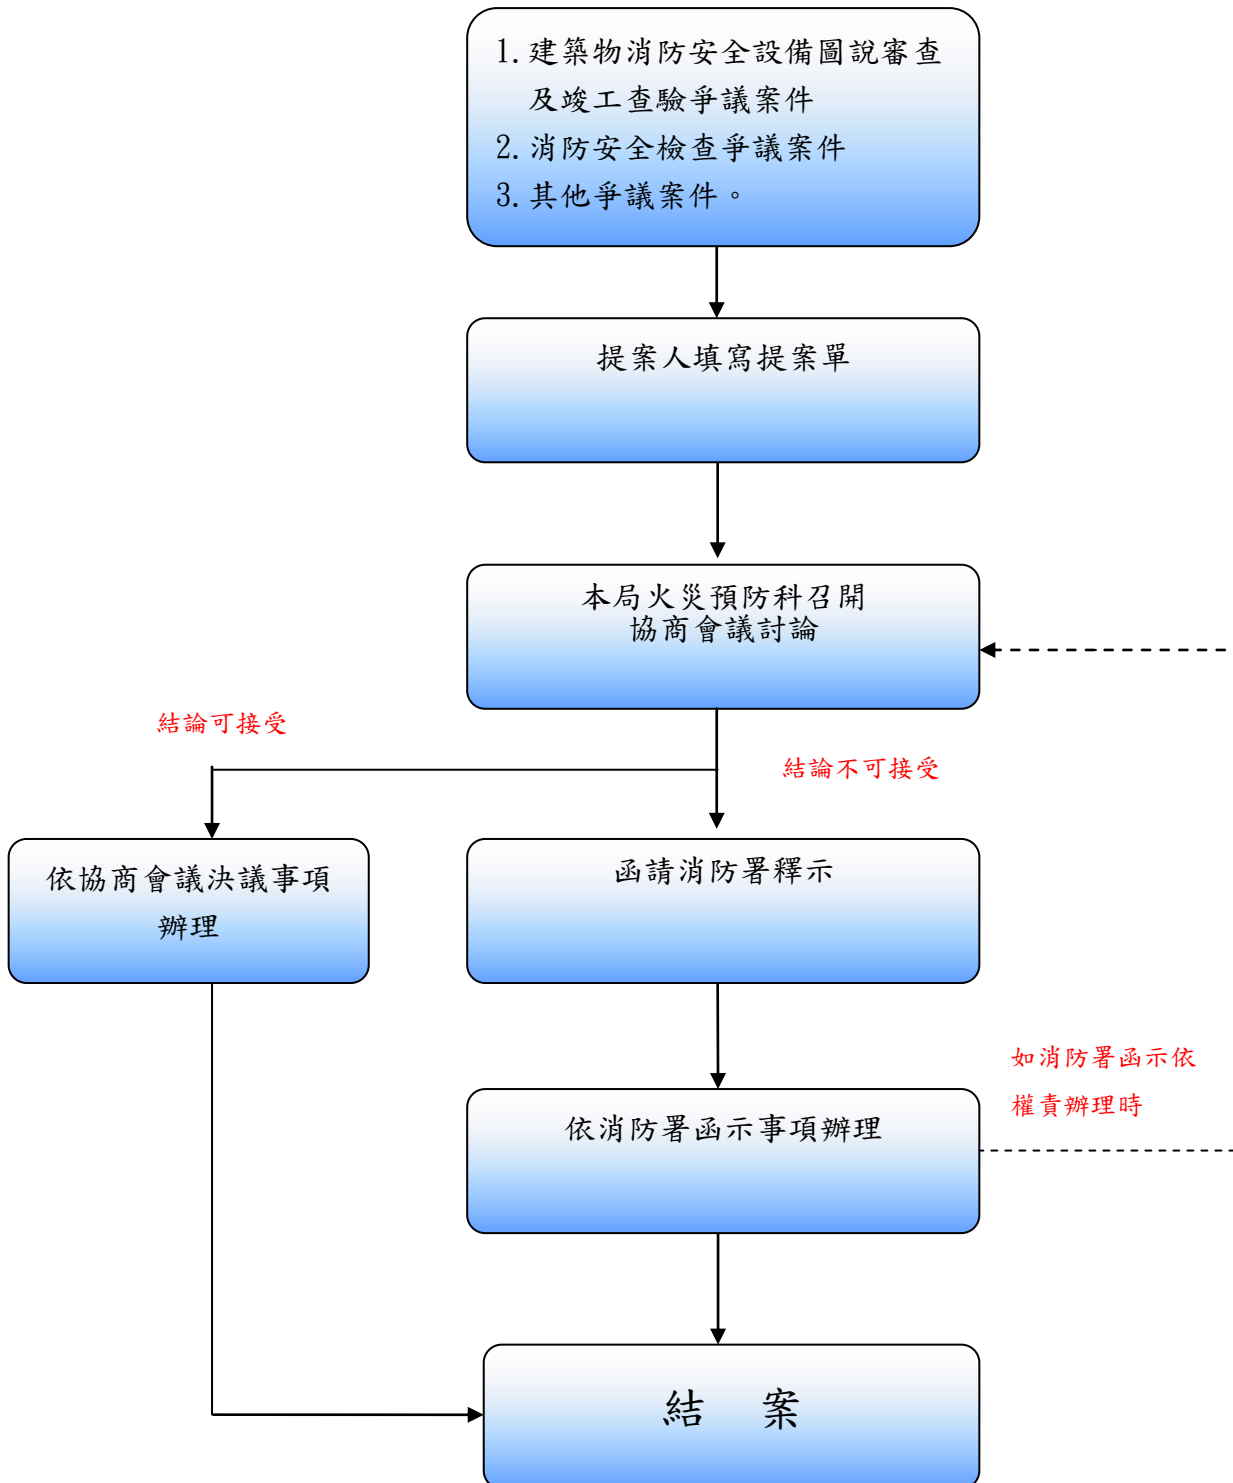 1.建築物消防安全設備圖說審查
及竣工查驗爭議案件
2.消防安全檢查爭議案件
3.其他爭議案件。
提案人填寫提案單
本局火災預防科召開
協商會議討論
結論可接受
結論不可接受
依協商會議決議事項
辦理
函請消防署釋示
如消防署函示依
權責辦理時
依消防署函示事項辦理
結 案